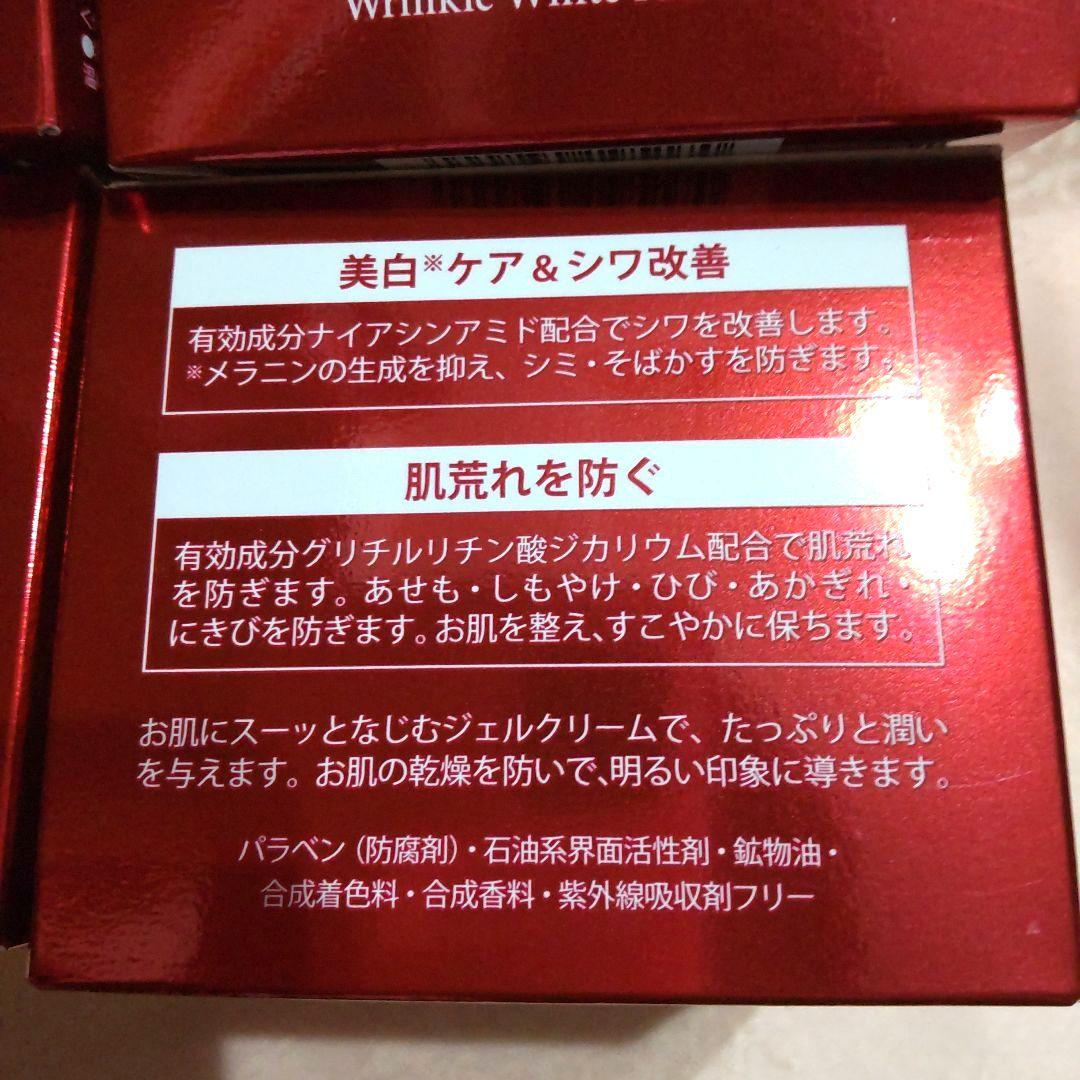 Wrinkle White
美白※ケア&シワ改善
有効成分ナイアシンアミド配合でシワを改善します。
※メラニンの生成を抑え、シミ・そばかすを防ぎます。
肌荒れを防ぐ
有効成分グリチルリチン酸ジカリウム配合で肌荒れ
を防ぎます。あせも・しもやけ・ひび・あかぎれ・
にきびを防ぎます。お肌を整え、すこやかに保ちます。
お肌にスーッとなじむジェルクリームで、たっぷりと潤い
を与えます。お肌の乾燥を防いで、明るい印象に導きます。
パラベン（防腐剤）・石油系界面活性剤・鉱物油・
合成着色料・合成香料・紫外線吸収剤フリー